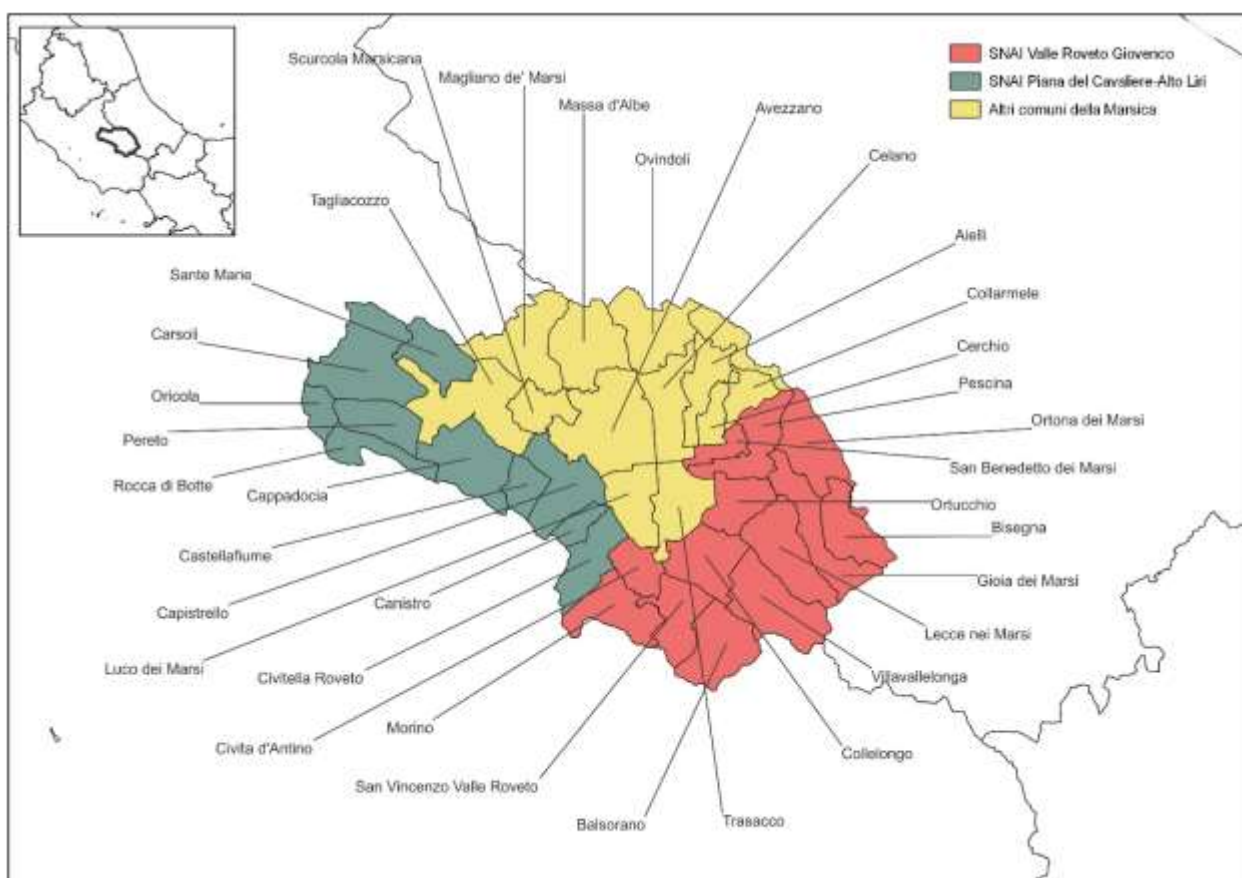 SNAI Valle Roveto Giovenco
SNAI Piana del Cavaliere-Alto Liri
Altri comuni della Marsica
Scurcola Marsicana
Magliano de' Marsi
Massa d'Albe
Avezzano
Ovindoli
Celano
Tagliacozzo
Aielli
Sante Marie
Collarmele
Carsoli
Cerchio
Pescina
Oricola
Ortona dei Marsi
Pereto
San Benedetto dei Marsi
Rocca di Botte
Cappadocia
Ortucchio
Bisegna
Castellafiume
Gioia dei Marsi
Canistro
Capistrello
Lecce nei Marsi
Luco dei Marsi
Civitella Roveto
Villavallelonga
Morino
Civita d'Antino
Collelongo
San Vincenzo Valle Roveto
Balsorano
Trasacco